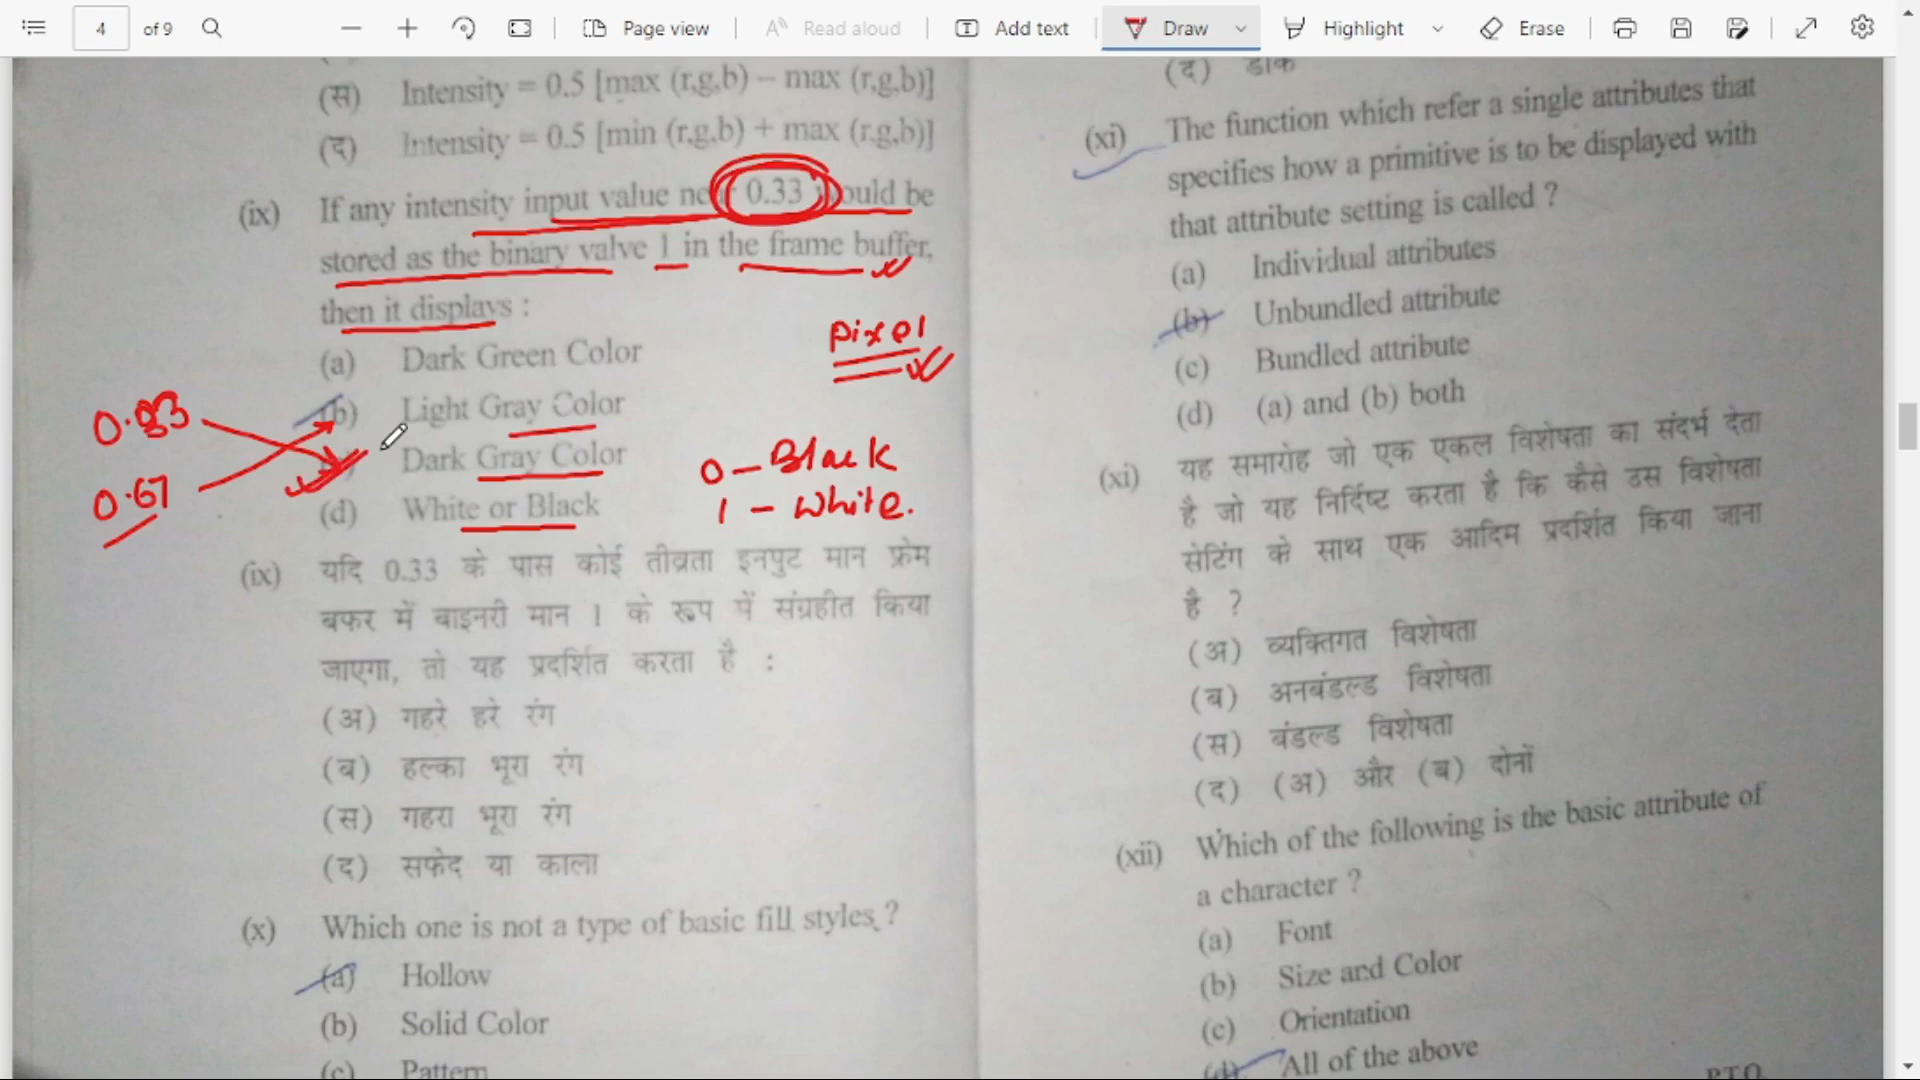 4 of 9 Page view Read aloud Add text Draw Highlight Erase
(स) Intensity = 0.5 [max (r,g,b) – max (r,g,b)]
(द) Intensity = 0.5 [min (r,g,b) + max (r,g,b)]
(ix) If any intensity input value 0.33 would be
stored as the binary valve 1 in the frame buffer,
then it displays :
(a) Dark Green Color
(b) Light Gray Color
Dark Gray Color
(d) White or Black
pixel
0.33
0.67
0 – Black
1 – White.
(ix) यदि 0.33 के पास कोई तीव्रता इनपुट मान फ्रेम
बफर में बाइनरी मान 1 के रूप में संग्रहीत किया
जाएगा, तो यह प्रदर्शित करता है :
(अ) गहरे हरे रंग
(ब) हल्का भूरा रंग
(स) गहरा भूरा रंग
(द) सफेद या काला
(x) Which one is not a type of basic fill styles ?
(a) Hollow
(b) Solid Color
(c) Pattern
(द) डाक
(xi) The function which refer a single attributes that
specifies how a primitive is to be displayed with
that attribute setting is called ?
(a) Individual attributes
(b) Unbundled attribute
(c) Bundled attribute
(d) (a) and (b) both
(xi) यह समारोह जो एक एकल विशेषता का संदर्भ देता
है जो यह निर्दिष्ट करता है कि कैसे उस विशेषता
सेटिंग के साथ एक आदिम प्रदर्शित किया जाना
है ?
(अ) व्यक्तिगत विशेषता
(ब) अनबंडल्ड विशेषता
(स) बंडल्ड विशेषता
(द) (अ) और (ब) दोनों
(xii) Which of the following is the basic attribute of
a character ?
(a) Font
(b) Size and Color
(c) Orientation
(d) All of the above
P.T.O.